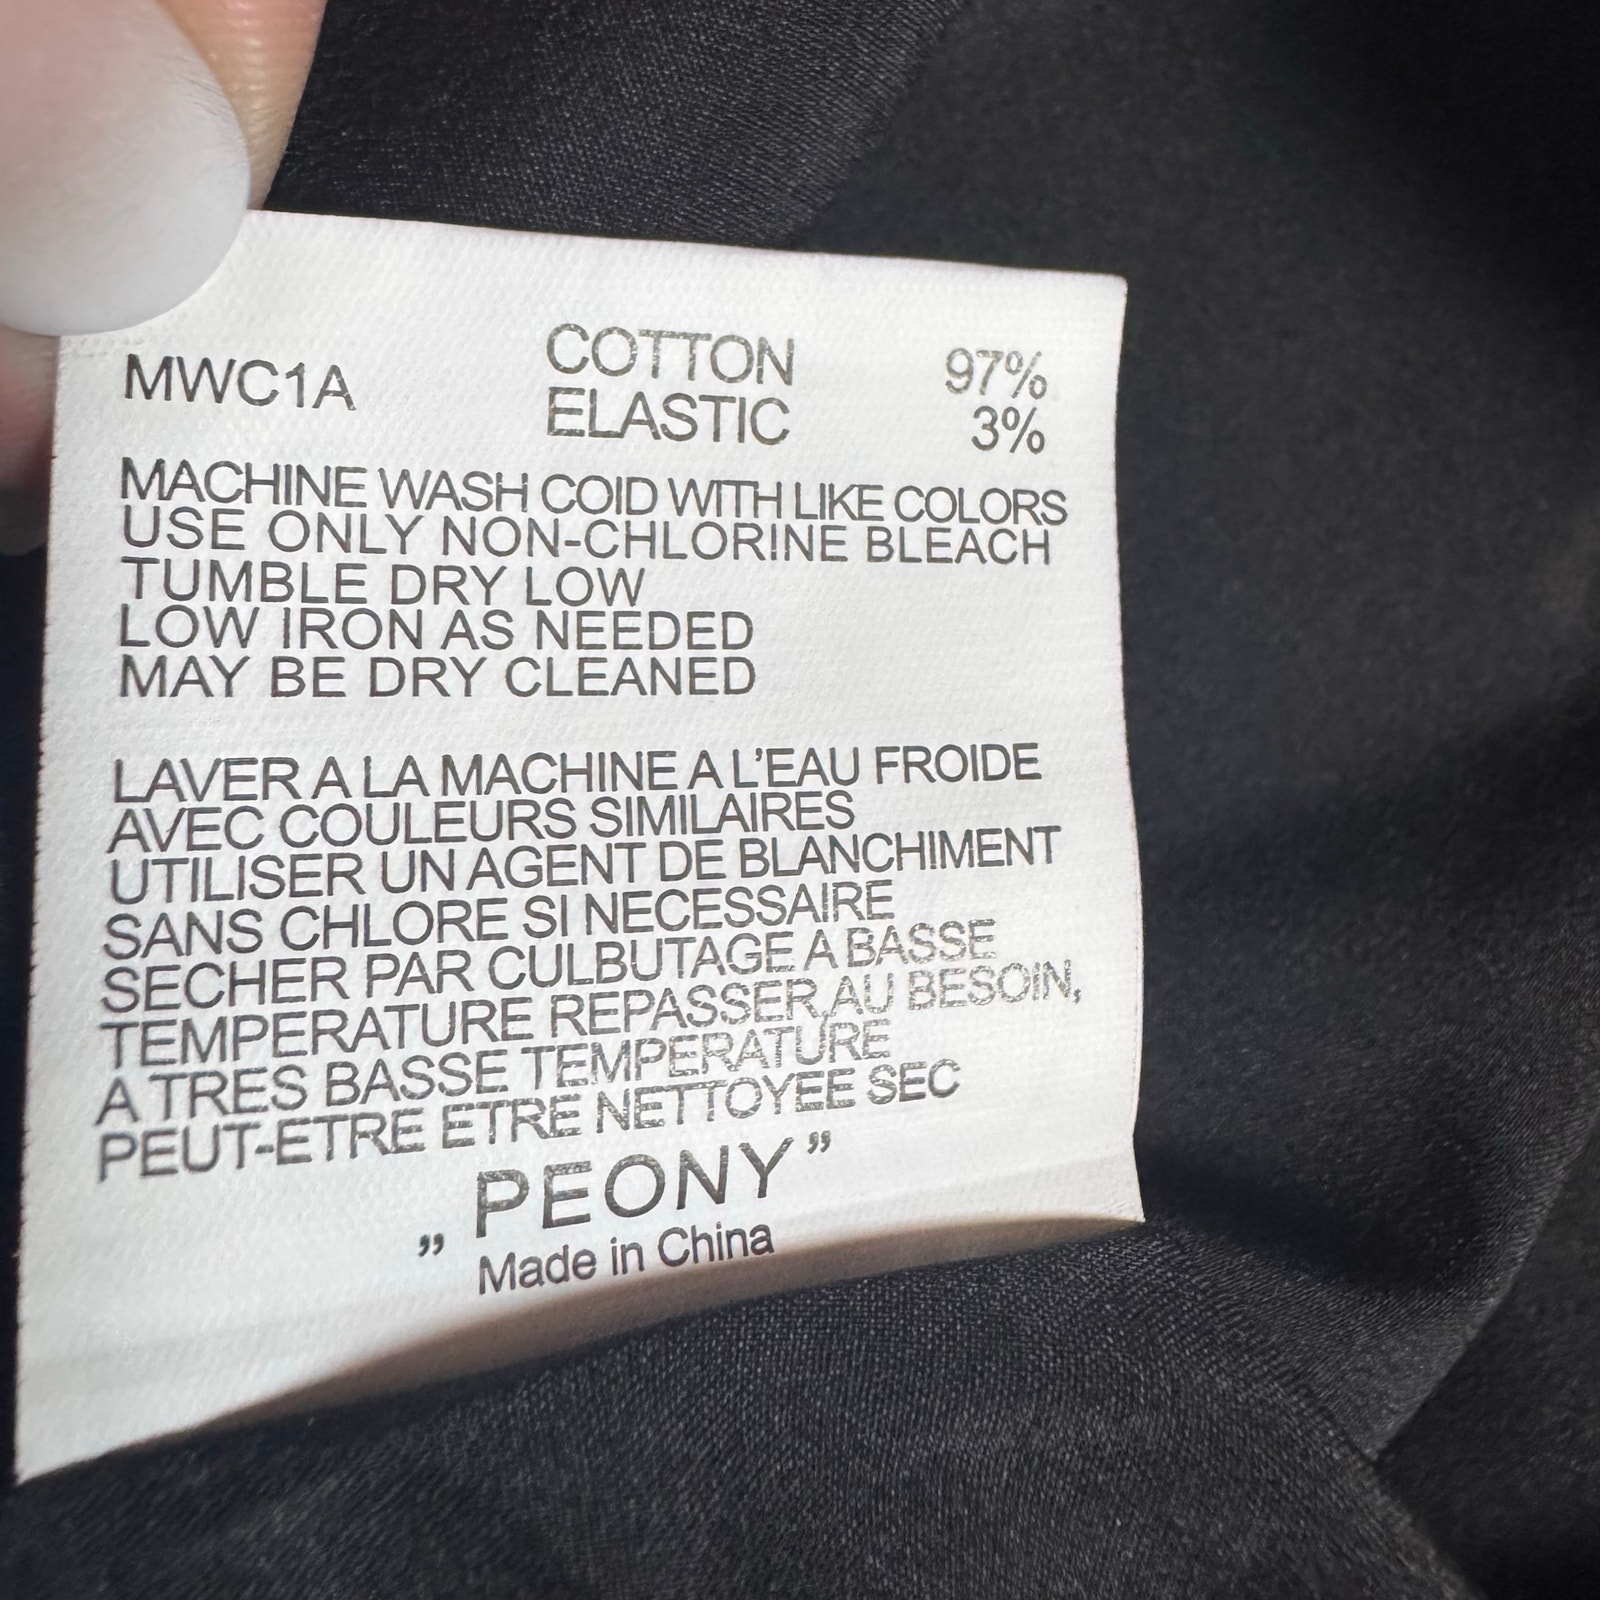 MWC1A COTTON 97%
ELASTIC 3%
MACHINE WASH COID WITH LIKE COLORS
USE ONLY NON-CHLORINE BLEACH
TUMBLE DRY LOW
LOW IRON AS NEEDED
MAY BE DRY CLEANED
LAVER A LA MACHINE A L'EAU FROIDE
AVEC COULEURS SIMILAIRES
UTILISER UN AGENT DE BLANCHIMENT
SANS CHLORE SI NECESSAIRE
SECHER PAR CULBUTAGE A BASSE
TEMPERATURE REPASSER,AU BESOIN,
A TRES BASSE TEMPERATURE
PEUT-ETRE ETRE NETTOYEE SEC
„PEONY”
Made in China